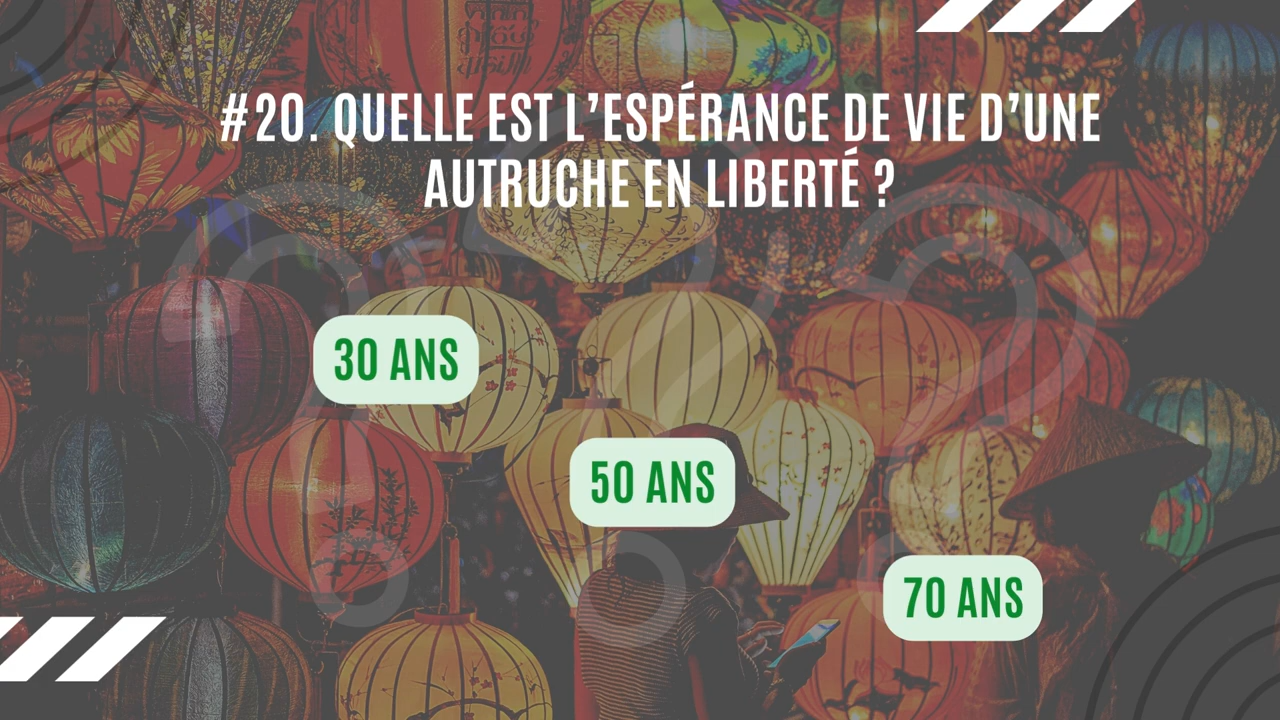 #20. QUELLE EST L’ESPÉRANCE DE VIE D’UNE
AUTRUCHE EN LIBERTÉ ?
30 ANS
50 ANS
70 ANS